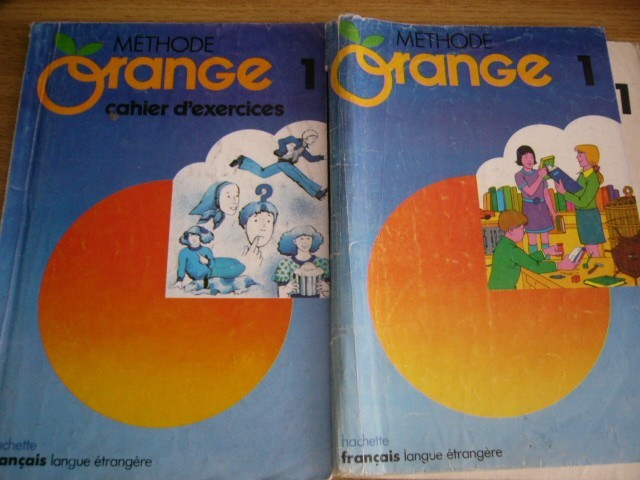 MÉTHODE
Orange 1
cahier d'exercices
hachette
français langue étrangère
MÉTHODE
Orange 1
hachette
français langue étrangère
1